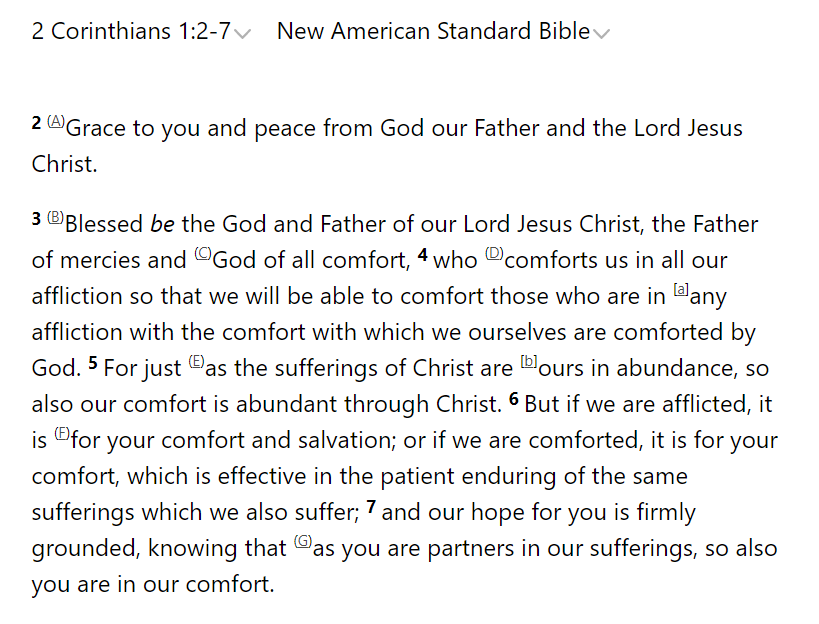 2 Corinthians 1:2-7 New American Standard Bible
2 (A)Grace to you and peace from God our Father and the Lord Jesus
Christ.
3 (B)Blessed be the God and Father of our Lord Jesus Christ, the Father
of mercies and (C)God of all comfort, 4 who (D)comforts us in all our
affliction so that we will be able to comfort those who are in [a]any
affliction with the comfort with which we ourselves are comforted by
God. 5 For just (E)as the sufferings of Christ are [b]ours in abundance, so
also our comfort is abundant through Christ. 6 But if we are afflicted, it
is (F)for your comfort and salvation; or if we are comforted, it is for your
comfort, which is effective in the patient enduring of the same
sufferings which we also suffer; 7 and our hope for you is firmly
grounded, knowing that (G)as you are partners in our sufferings, so also
you are in our comfort.